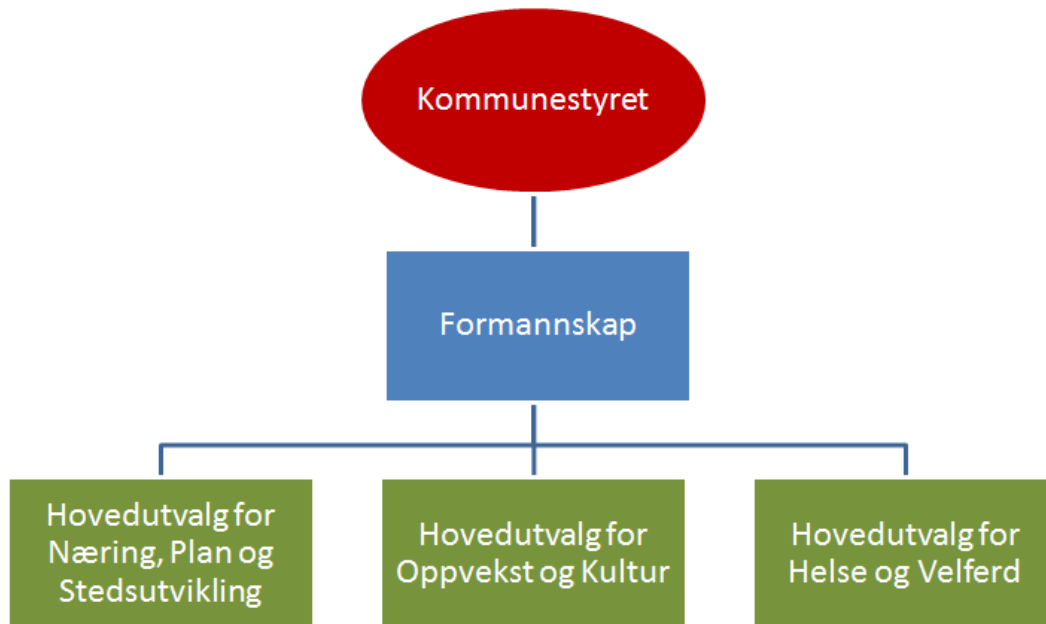 Kommunestyret
Formannskap
Hovedutvalg for
Næring, Plan og
Stedsutvikling
Hovedutvalg for
Oppvekst og Kultur
Hovedutvalg for
Helse og Velferd